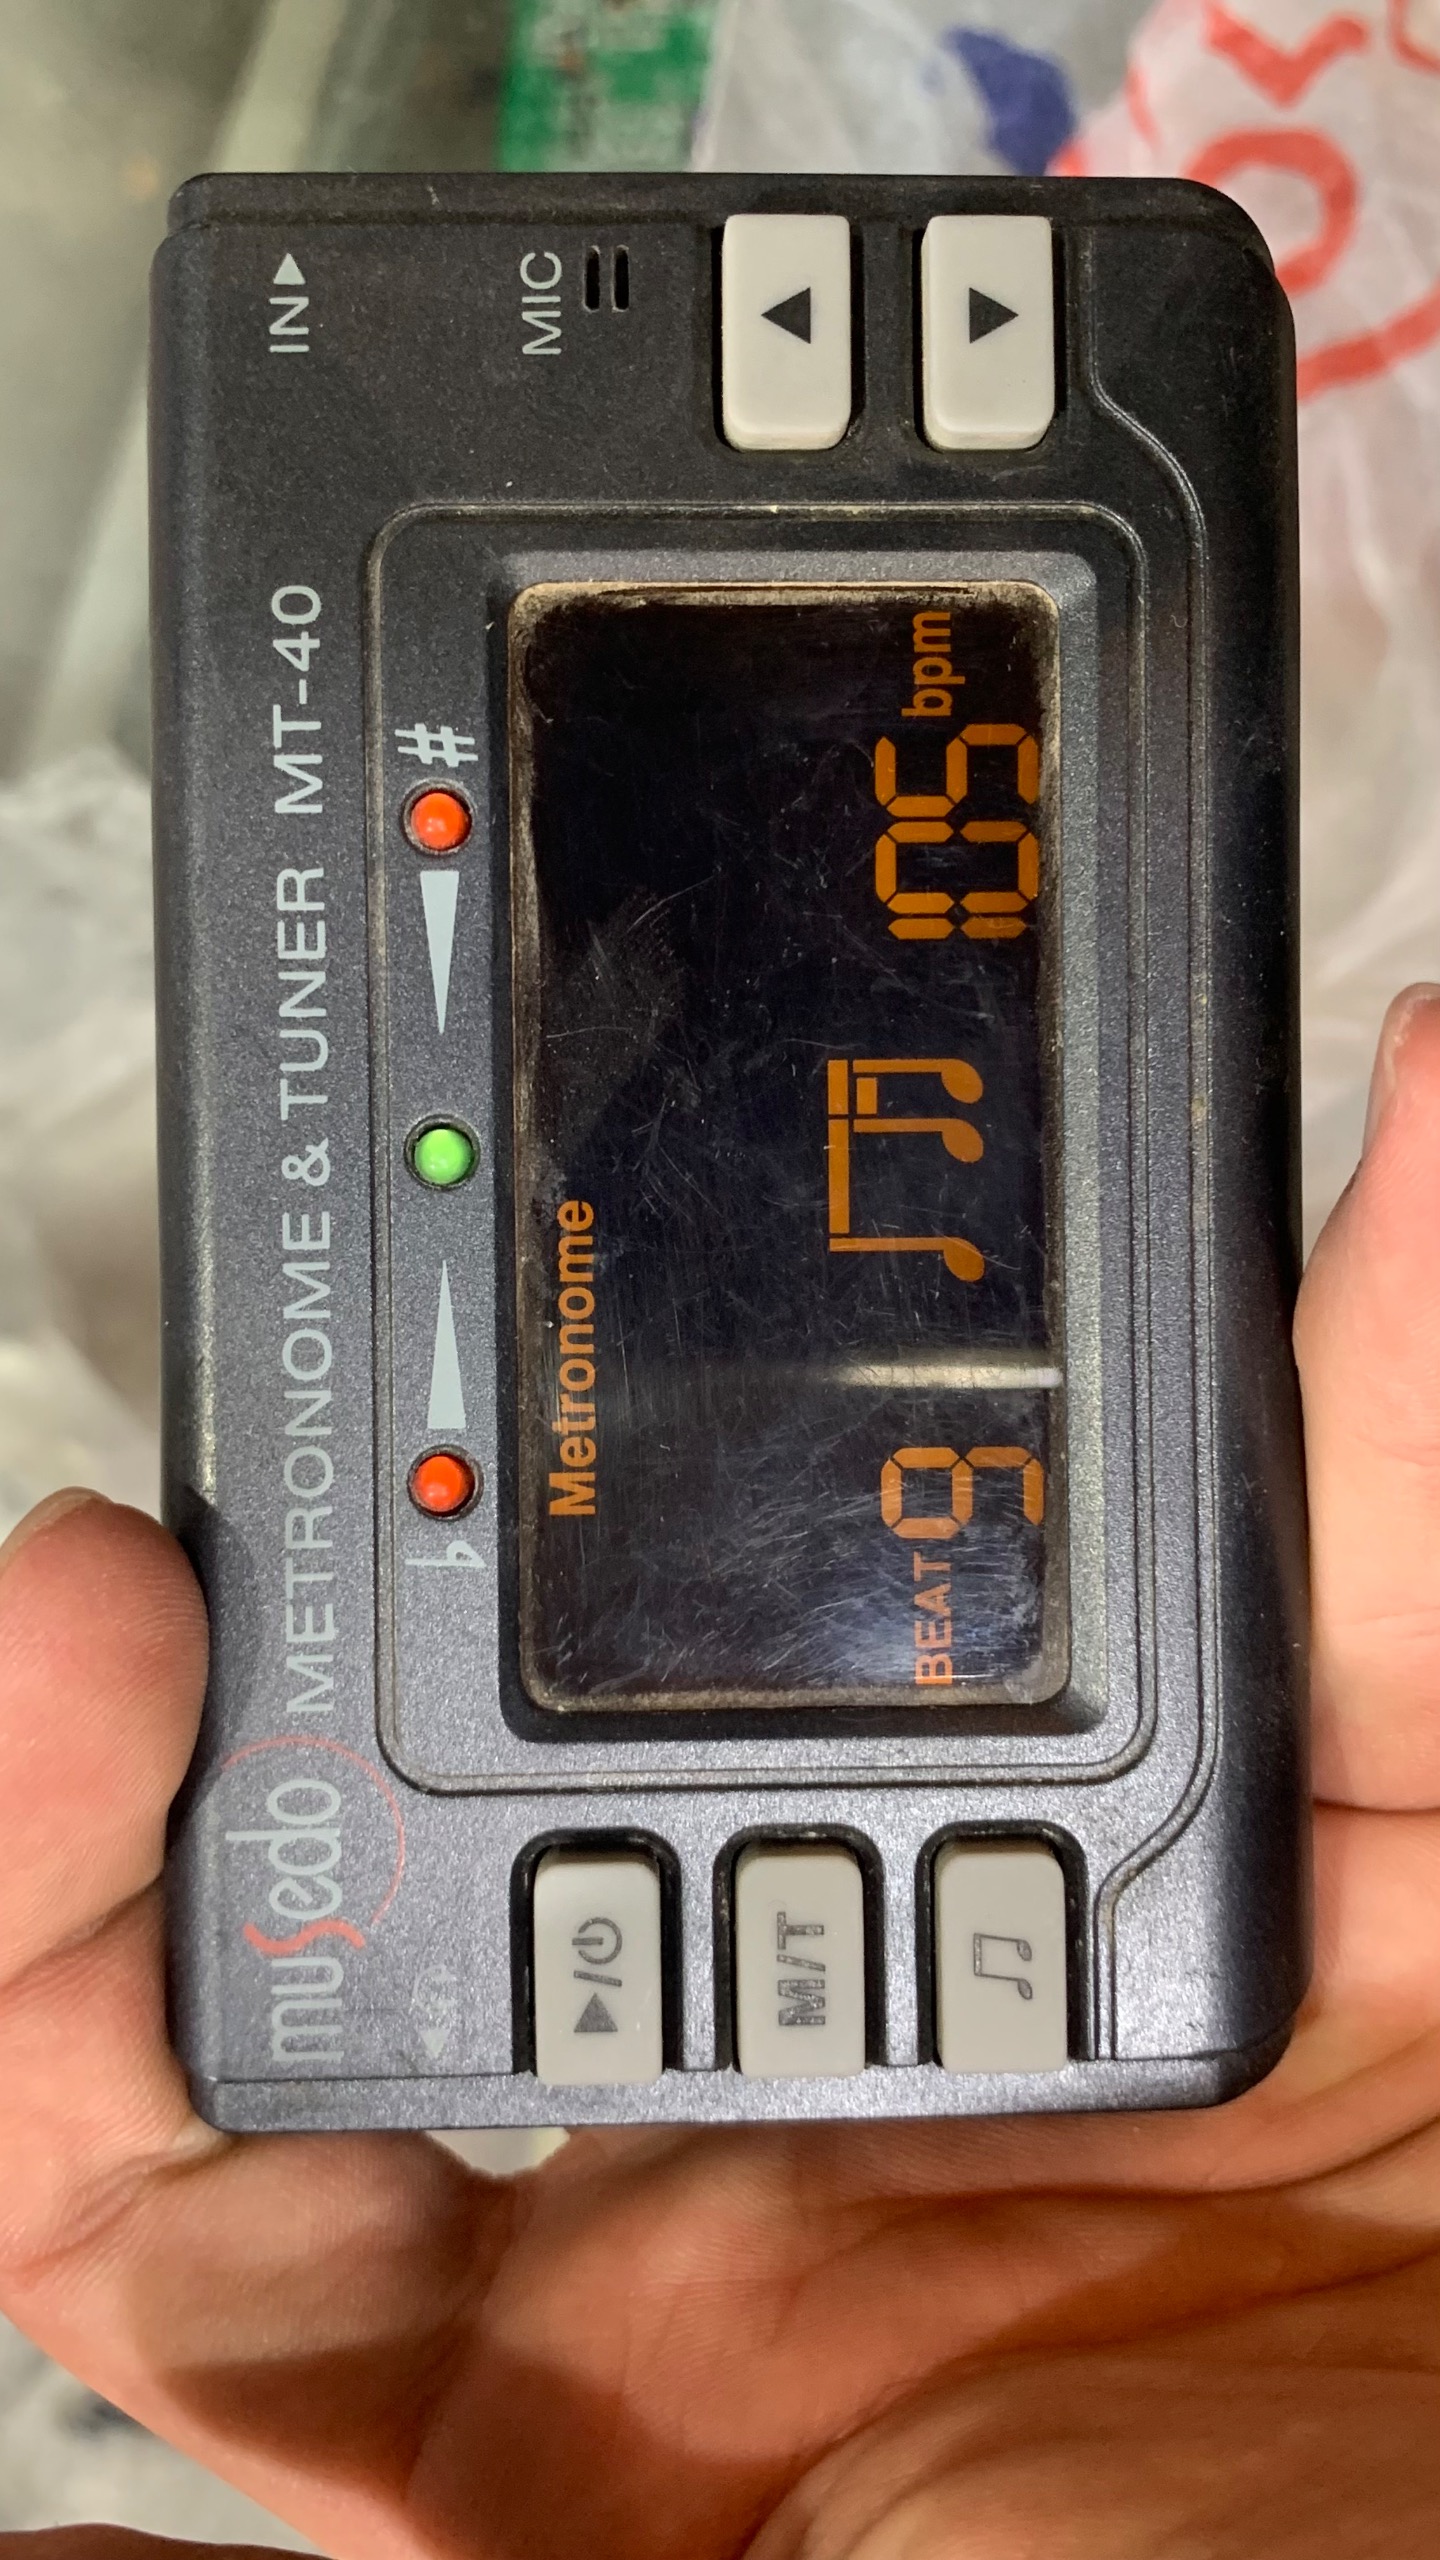 musedo METRONOME & TUNER MT-40 IN▶
♭ #
▶/⏻ Metronome MIC
M/T
BEAT 9 105 bpm